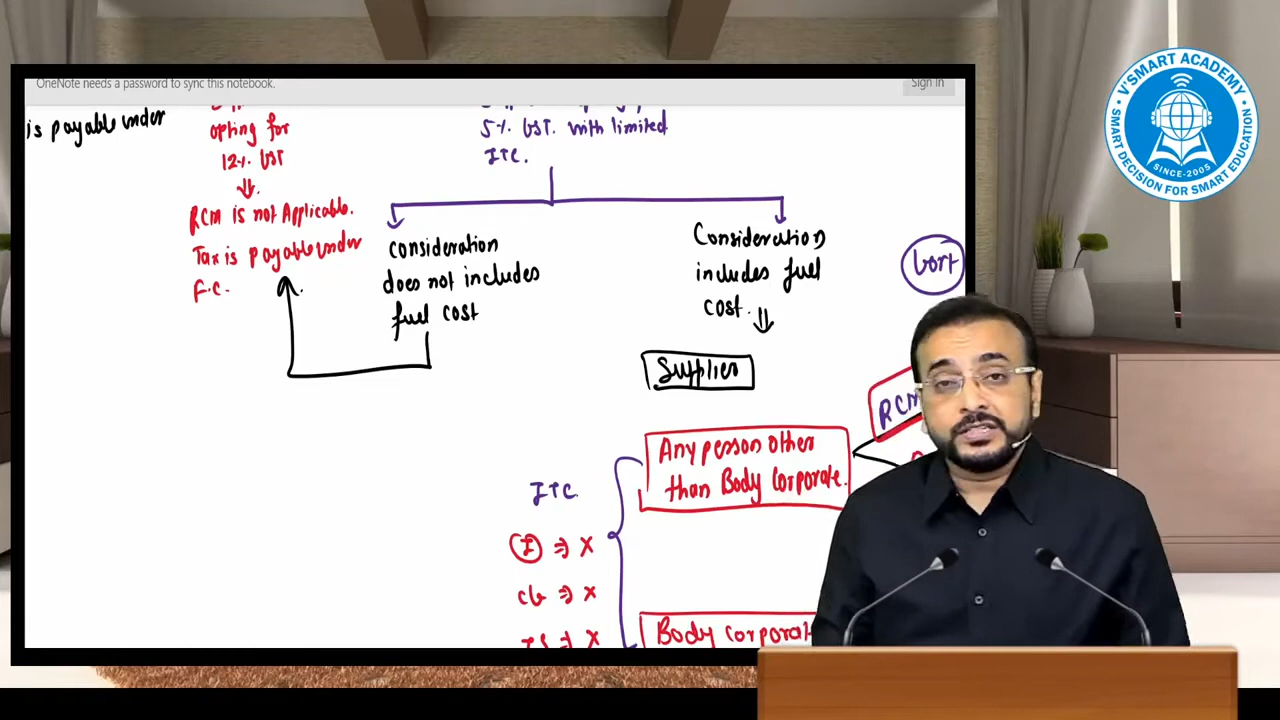 OneNote needs a password to sync this notebook.
Sign In
is payable under
opting for
12% GST
RCM is not Applicable.
Tax is payable under
F.C.
5% GST. with limited
ITC.
consideration
does not includes
fuel cost
Consideration
includes fuel
cost.
Govt
Supplier
RCM
Any person other
than Body Corporate.
ITC
I ⇒ X
CG ⇒ X
⇒ X
Body Corporat
V'SMART ACADEMY
SINCE-2005
SMART DECISION FOR SMART EDUCATION